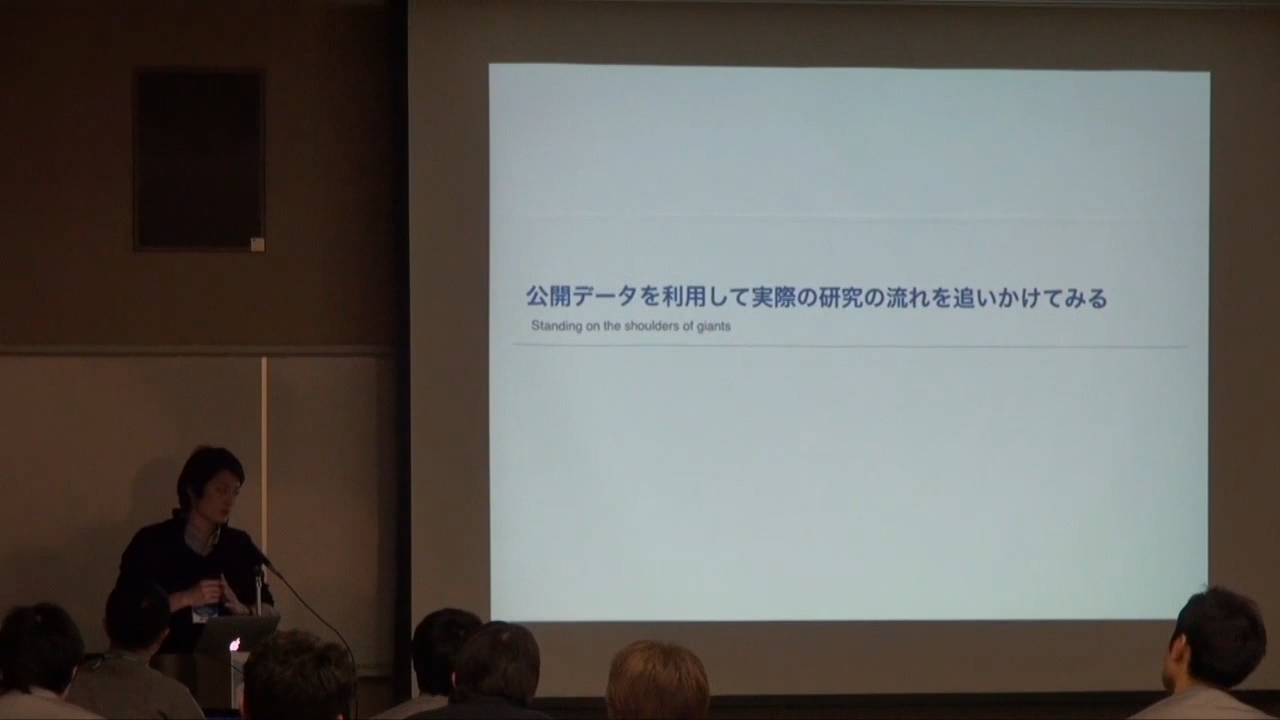 公開データを利用して実際の研究の流れを追いかけてみる
Standing on the shoulders of giants